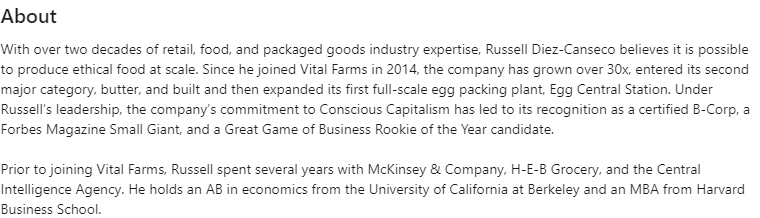 About
With over two decades of retail, food, and packaged goods industry expertise, Russell Diez-Canseco believes it is possible
to produce ethical food at scale. Since he joined Vital Farms in 2014, the company has grown over 30x, entered its second
major category, butter, and built and then expanded its first full-scale egg packing plant, Egg Central Station. Under
Russell's leadership, the company's commitment to Conscious Capitalism has led to its recognition as a certified B-Corp, a
Forbes Magazine Small Giant, and a Great Game of Business Rookie of the Year candidate.
Prior to joining Vital Farms, Russell spent several years with McKinsey & Company, H-E-B Grocery, and the Central
Intelligence Agency. He holds an AB in economics from the University of California at Berkeley and an MBA from Harvard
Business School.